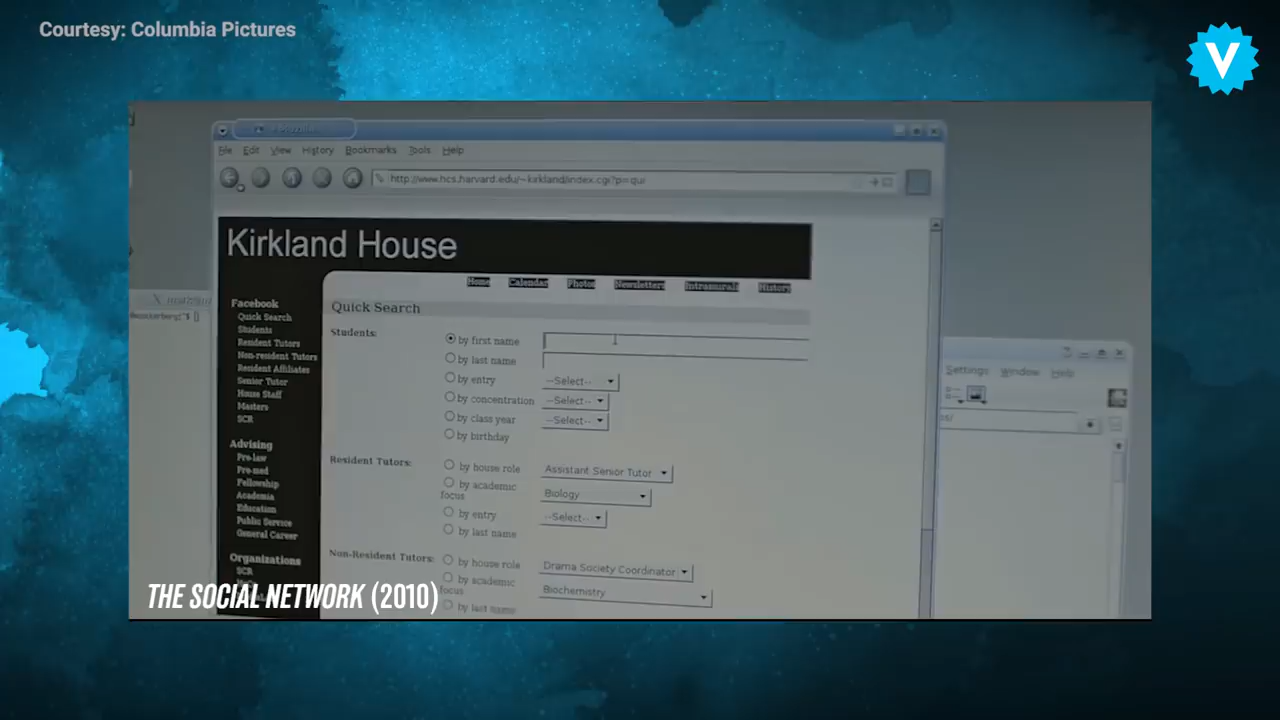 Courtesy: Columbia Pictures
V
File Edit View History Bookmarks Tools Help
http://www.hcs.harvard.edu/~kirkland/index.cgi?pi=qui
Kirkland House
Home Calendar Photos Newsletters Intramurals History
Facebook
Quick Search
Students
Resident Tutors
Non-resident Tutors
Resident Affiliates
Senior Tutor
House Staff
Masters
SCR
Advising
Pre-law
Pre-med
Fellowship
Academia
Education
Public Service
General Career
Organizations
SCR
Quick Search
Students:
by first name
by last name
by entry --Select--
by concentration --Select--
by class year --Select--
by birthday
Resident Tutors:
by house role Assistant Senior Tutor
by academic focus Biology
by entry --Select--
by last name
Non-Resident Tutors:
by house role Drama Society Coordinator
by academic focus Biochemistry
by last name
Settings Window Help
THE SOCIAL NETWORK (2010)